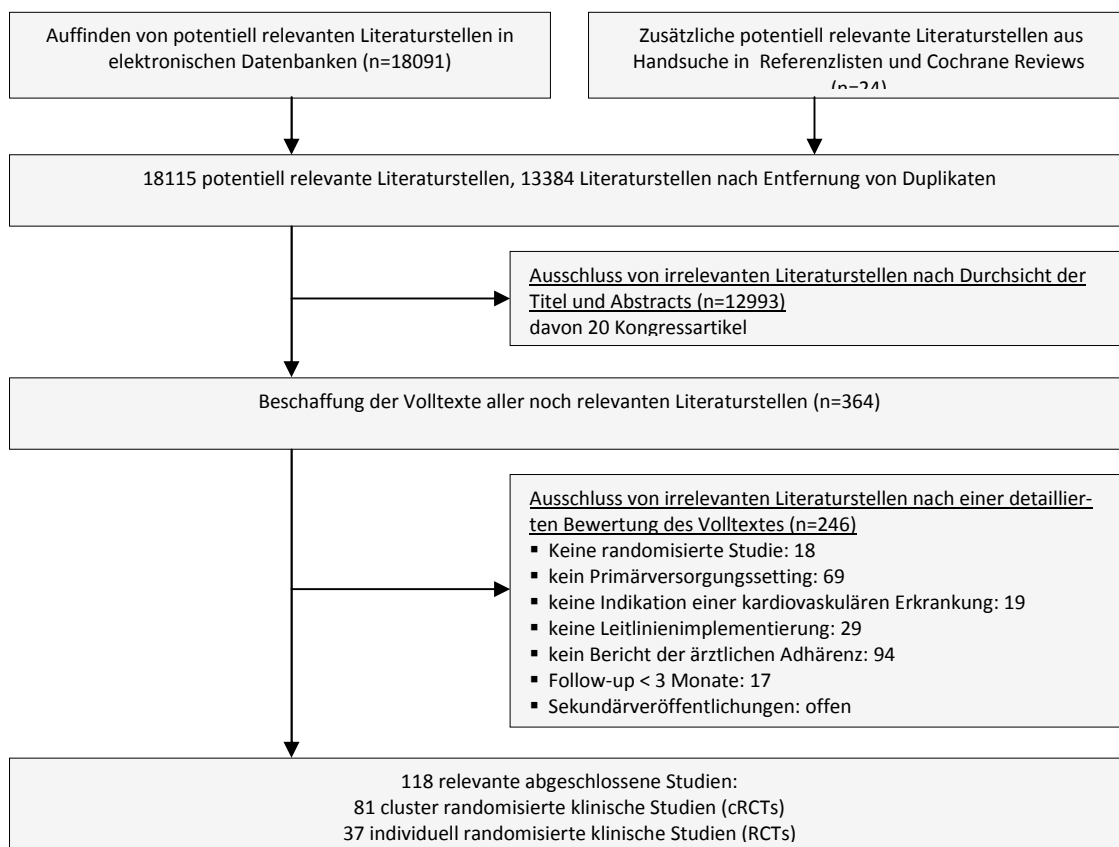 Auffinden von potentiell relevanten Literaturstellen in
elektronischen Datenbanken (n=18091)
Zusätzliche potentiell relevante Literaturstellen aus
Handsuche in Referenzlisten und Cochrane Reviews
(n=24)
18115 potentiell relevante Literaturstellen, 13384 Literaturstellen nach Entfernung von Duplikaten
Ausschluss von irrelevanten Literaturstellen nach Durchsicht der
Titel und Abstracts (n=12993)
davon 20 Kongressartikel
Beschaffung der Volltexte aller noch relevanten Literaturstellen (n=364)
Ausschluss von irrelevanten Literaturstellen nach einer detaillier-
ten Bewertung des Volltextes (n=246)
▪ Keine randomisierte Studie: 18
▪ kein Primärversorgungssetting: 69
▪ keine Indikation einer kardiovaskulären Erkrankung: 19
▪ keine Leitlinienimplementierung: 29
▪ kein Bericht der ärztlichen Adhärenz: 94
▪ Follow-up < 3 Monate: 17
▪ Sekundärveröffentlichungen: offen
118 relevante abgeschlossene Studien:
81 cluster randomisierte klinische Studien (cRCTs)
37 individuell randomisierte klinische Studien (RCTs)